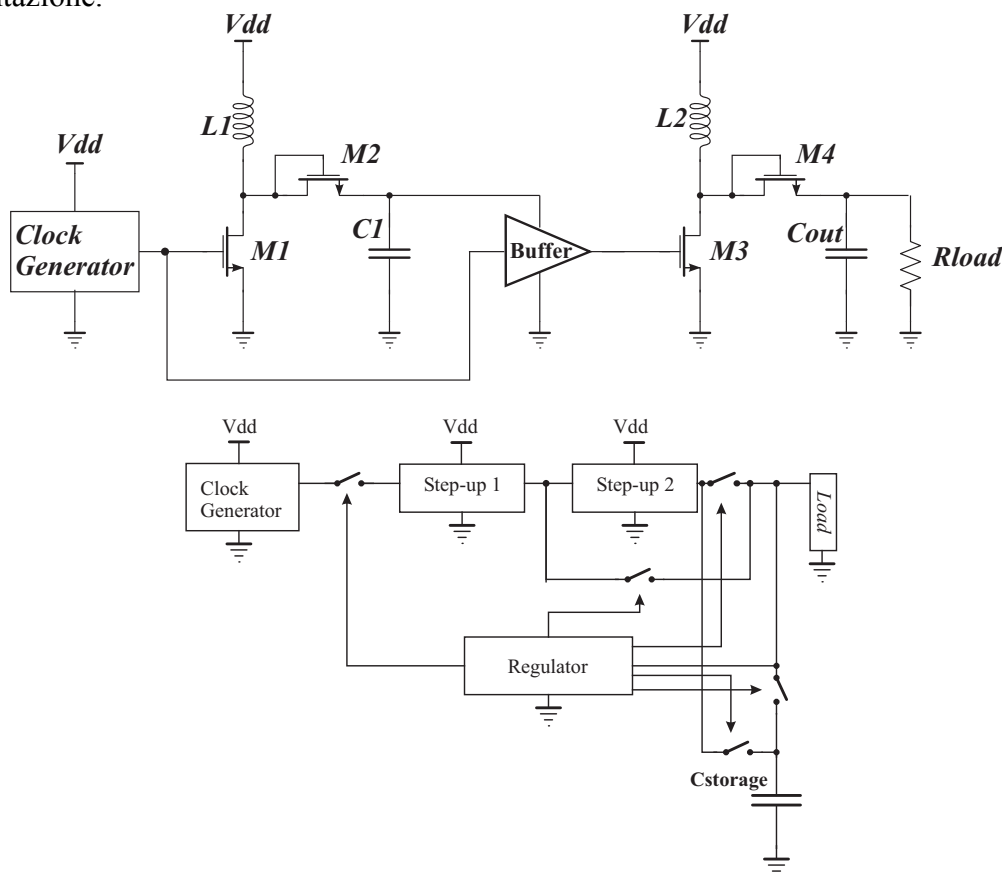 tazione.
Vdd
Vdd
L1
L2
Vdd
M2
M4
Clock
Generator
M1
C1
Buffer
M3
Cout
Rload
Vdd
Vdd
Vdd
Clock
Generator
Step-up 1
Step-up 2
Load
Regulator
Cstorage